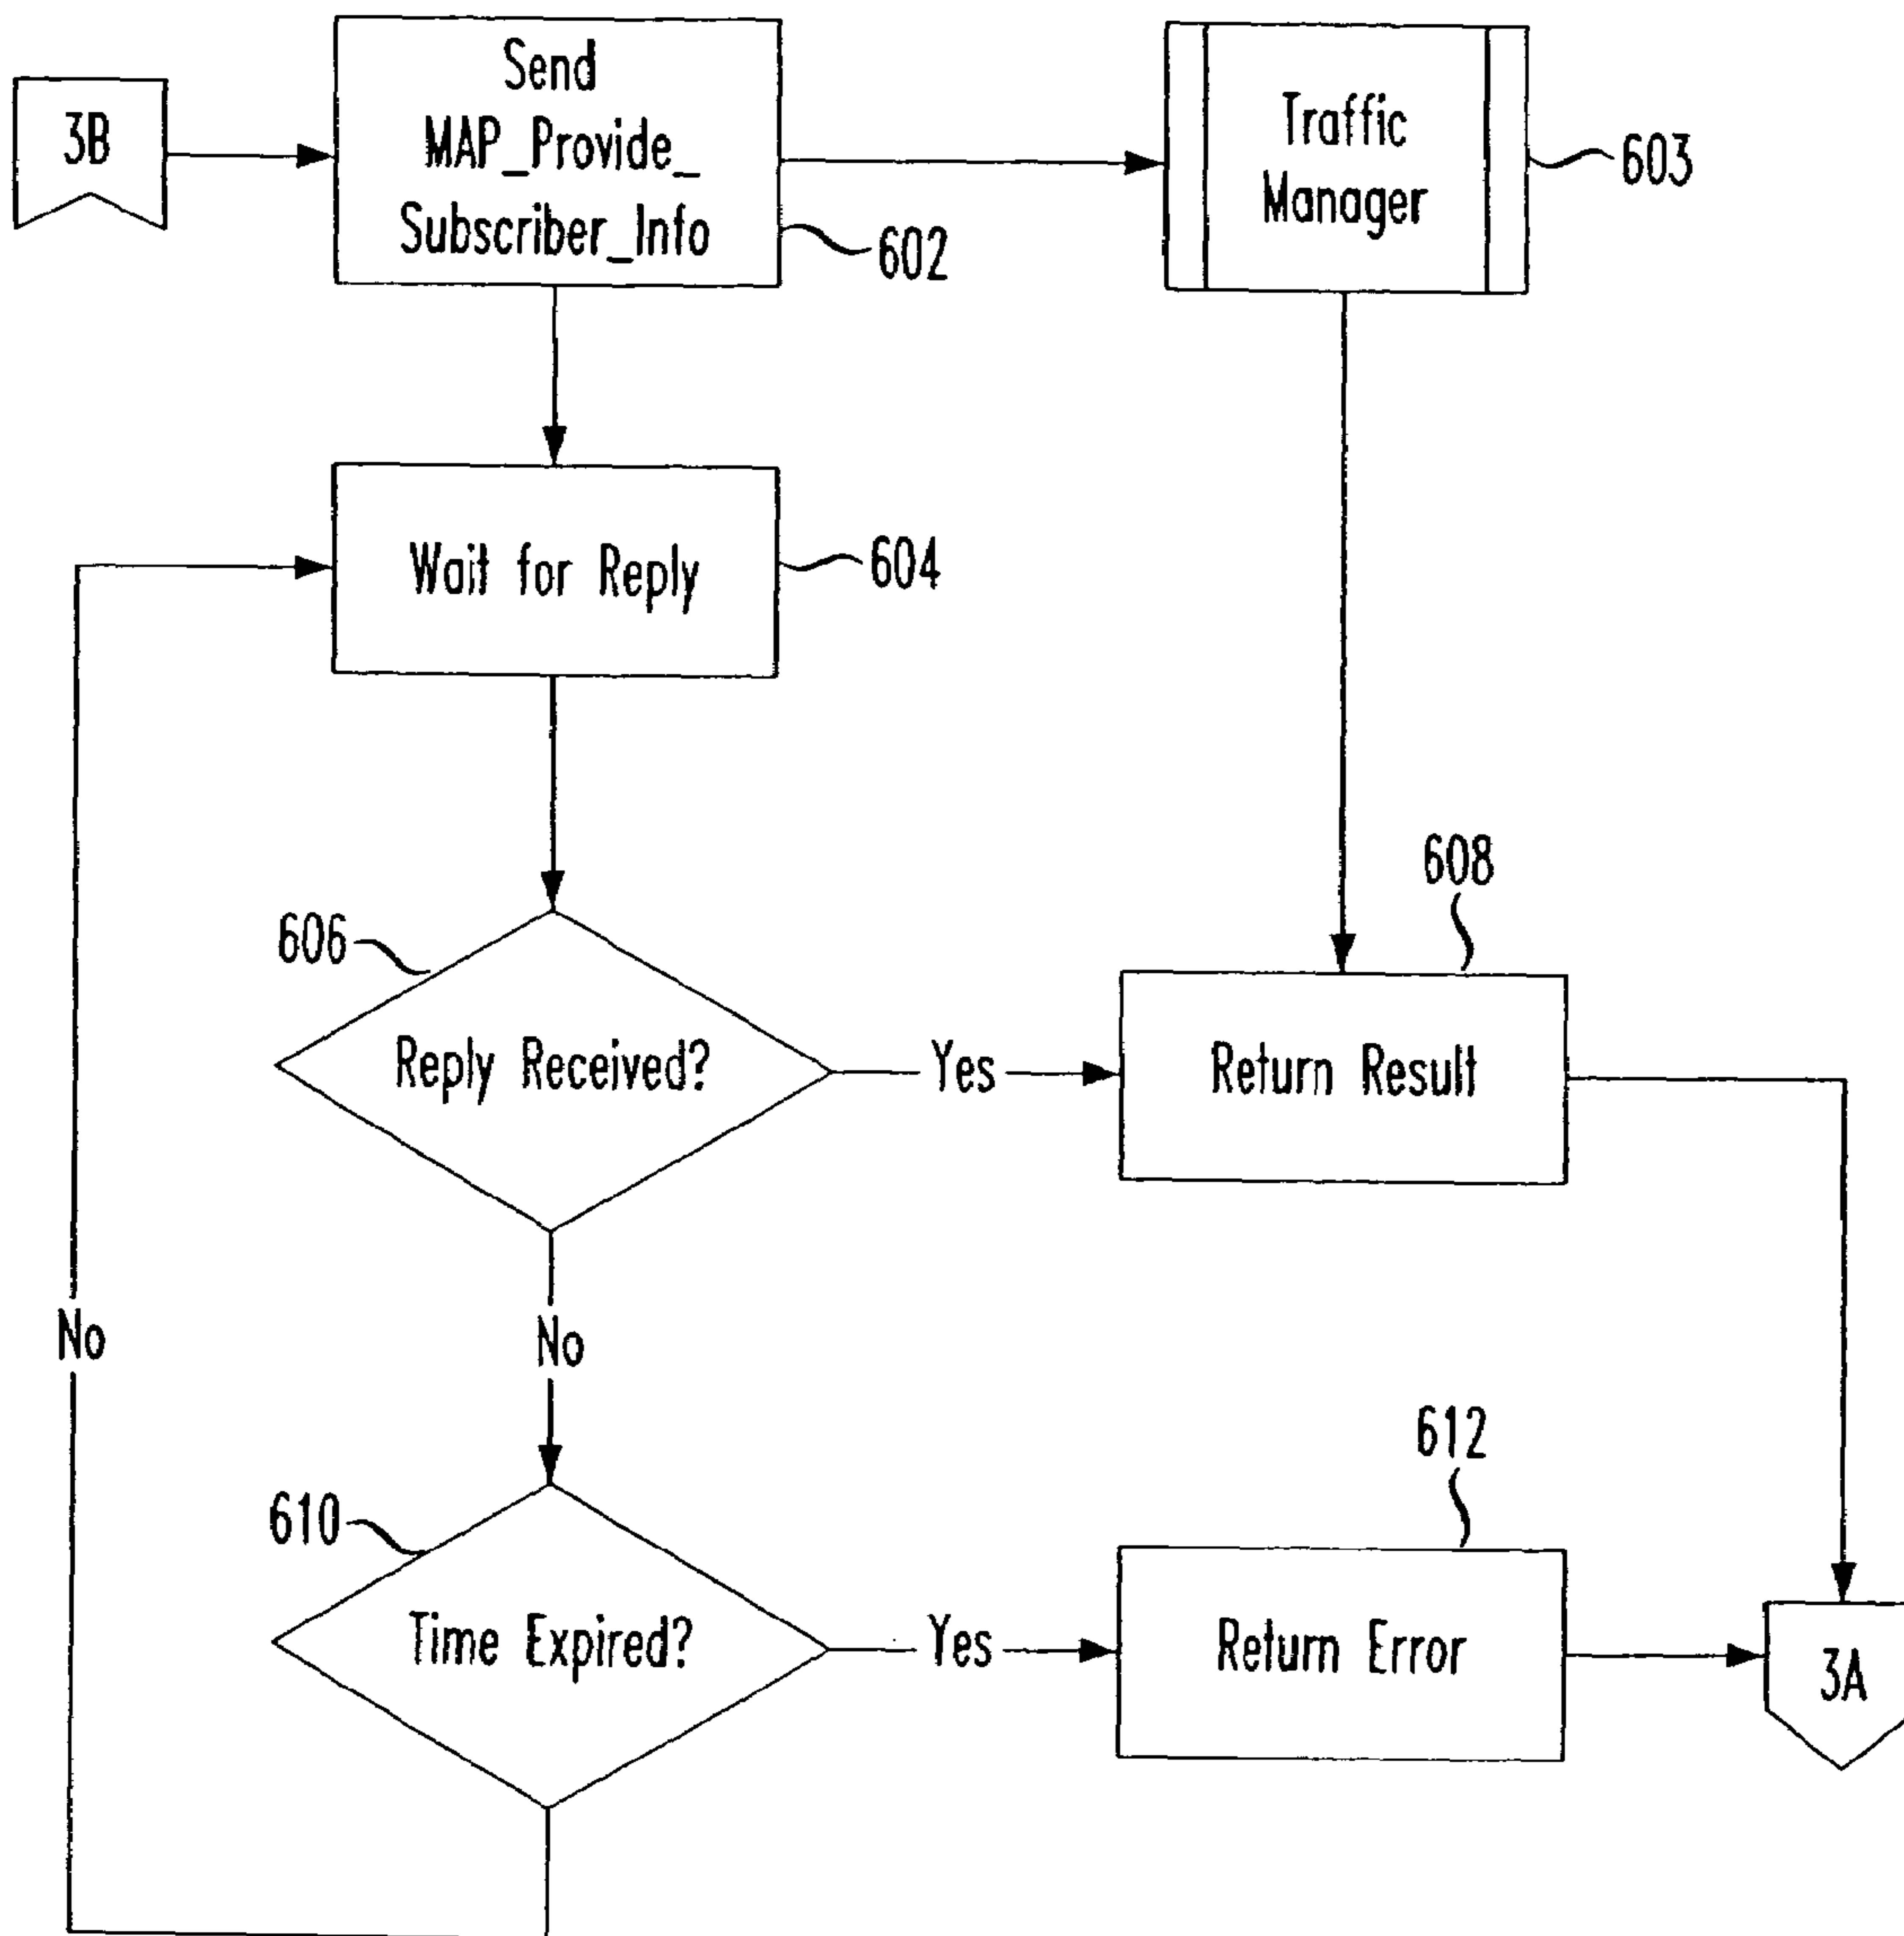 3B
Send
MAP_Provide_
Subscriber_Info
602
Traffic
Manager
603
Wait for Reply
604
606
Reply Received?
Yes
608
Return Result
No
No
610
Time Expired?
Yes
612
Return Error
3A